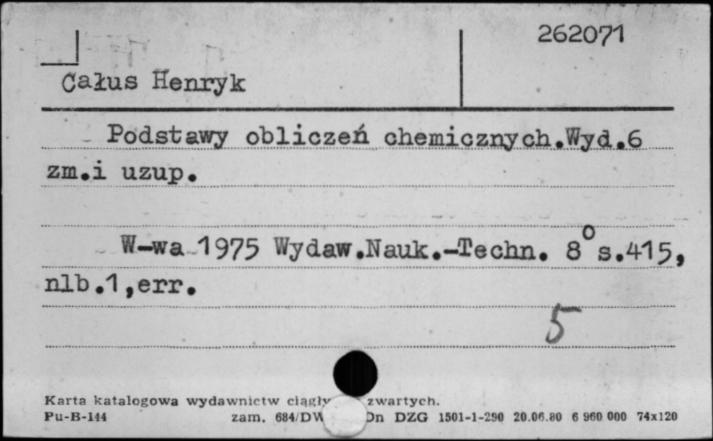 262071
Całus Henryk
Podstawy obliczeń chemicznych.Wyd.6
zm.i uzup.
W-wa 1975 Wydaw.Nauk.-Techn. 8° s.415,
nlb.1,err.
5
Karta katalogowa wydawnictw zwartych.
Pu-B-144 zam. 684/DW Dn DZG 1501-1-290 20.06.80 6 960 000 74x120